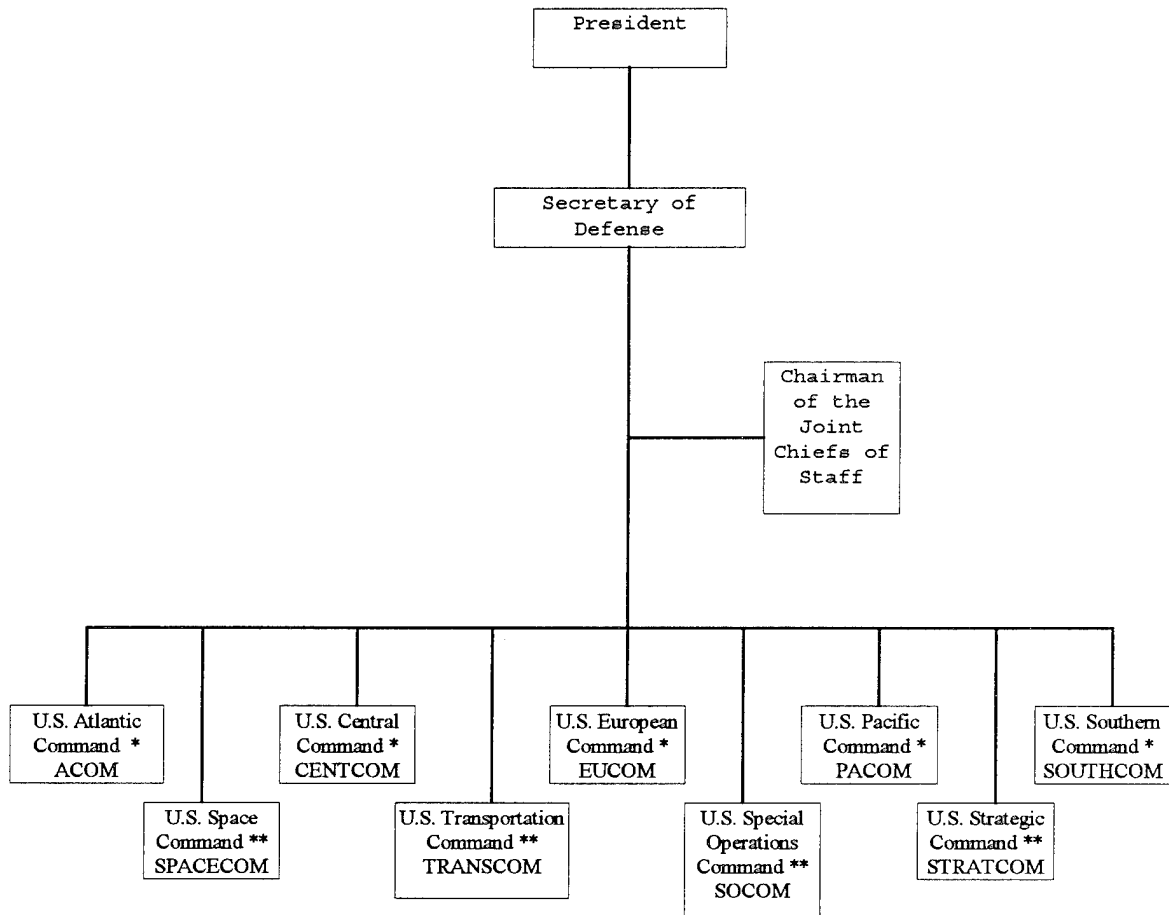 President
Secretary of
Defense
Chairman
of the
Joint
Chiefs of
Staff
U.S. Atlantic
Command *
ACOM
U.S. Central
Command *
CENTCOM
U.S. European
Command *
EUCOM
U.S. Pacific
Command *
PACOM
U.S. Southern
Command *
SOUTHCOM
U.S. Space
Command **
SPACECOM
U.S. Transportation
Command **
TRANSCOM
U.S. Special
Operations
Command **
SOCOM
U.S. Strategic
Command **
STRATCOM